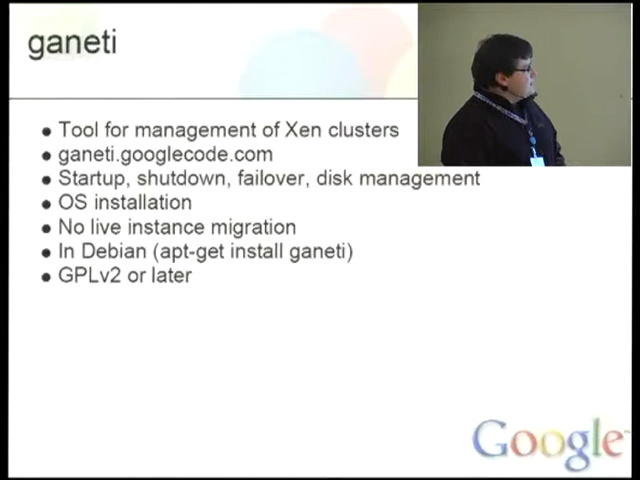 ganeti
Tool for management of Xen clusters
ganeti.googlecode.com
Startup, shutdown, failover, disk management
OS installation
No live instance migration
In Debian (apt-get install ganeti)
GPLv2 or later
Google